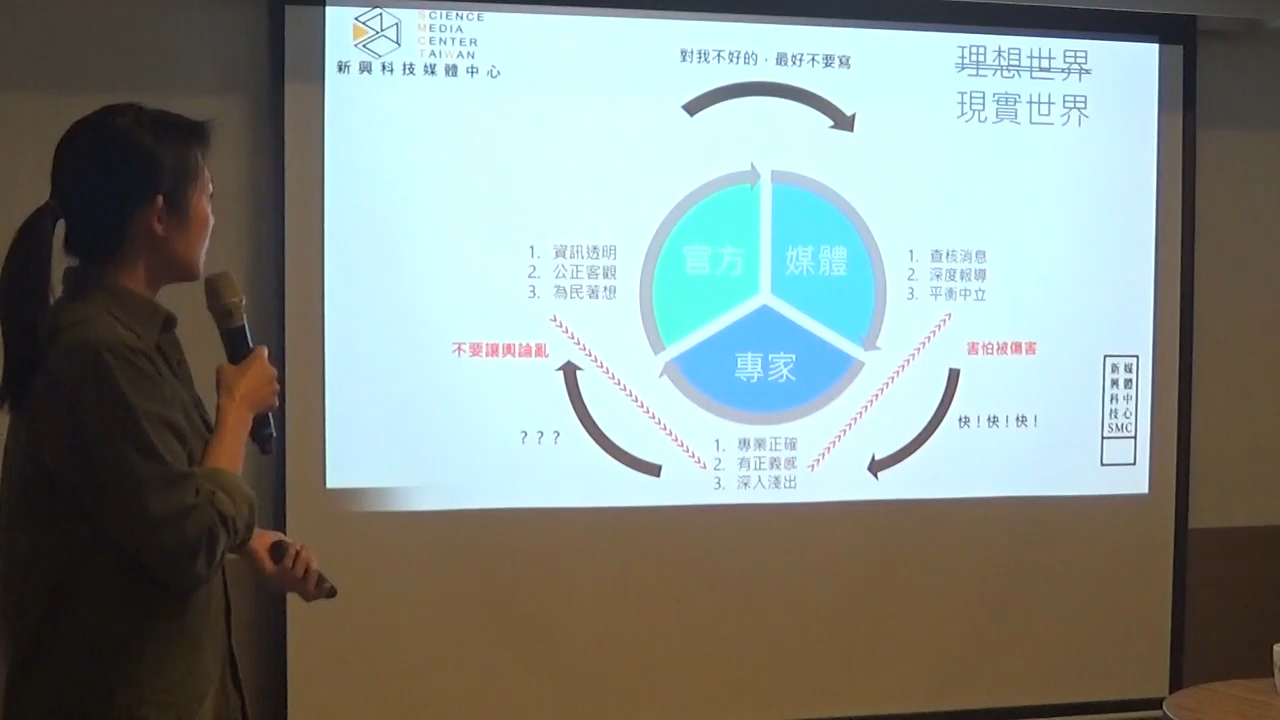 SCIENCE
MEDIA
CENTER
TAIWAN
新興科技媒體中心
對我不好的，最好不要寫
理想世界
現實世界
官方
媒體
專家
1. 資訊透明
2. 公正客觀
3. 為民著想
1. 查核消息
2. 深度報導
3. 平衡中立
不要讓輿論亂
害怕被傷害
？？？
快！快！快！
1. 專業正確
2. 有正義感
3. 深入淺出
新興科技
媒體中心
SMC